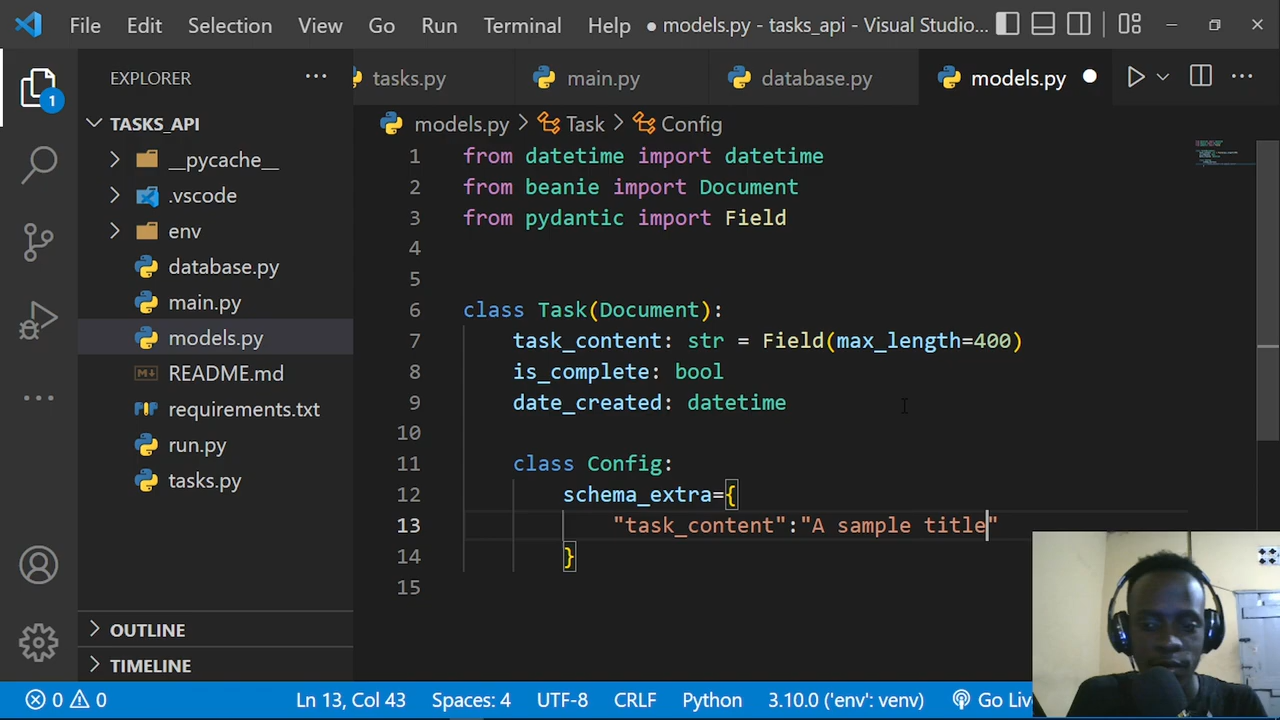 File Edit Selection View Go Run Terminal Help ● models.py - tasks_api - Visual Studio...
EXPLORER ...
tasks.py main.py database.py models.py
1
TASKS_API
models.py > Task > Config
__pycache__
.vscode
env
database.py
main.py
models.py
README.md
requirements.txt
run.py
tasks.py
OUTLINE
TIMELINE
1 from datetime import datetime
2 from beanie import Document
3 from pydantic import Field
4
5
6 class Task(Document):
7 task_content: str = Field(max_length=400)
8 is_complete: bool
9 date_created: datetime
10
11 class Config:
12 schema_extra={
13 "task_content":"A sample title"
14 }
15
0 0 Ln 13, Col 43 Spaces: 4 UTF-8 CRLF Python 3.10.0 ('env': venv) Go Liv